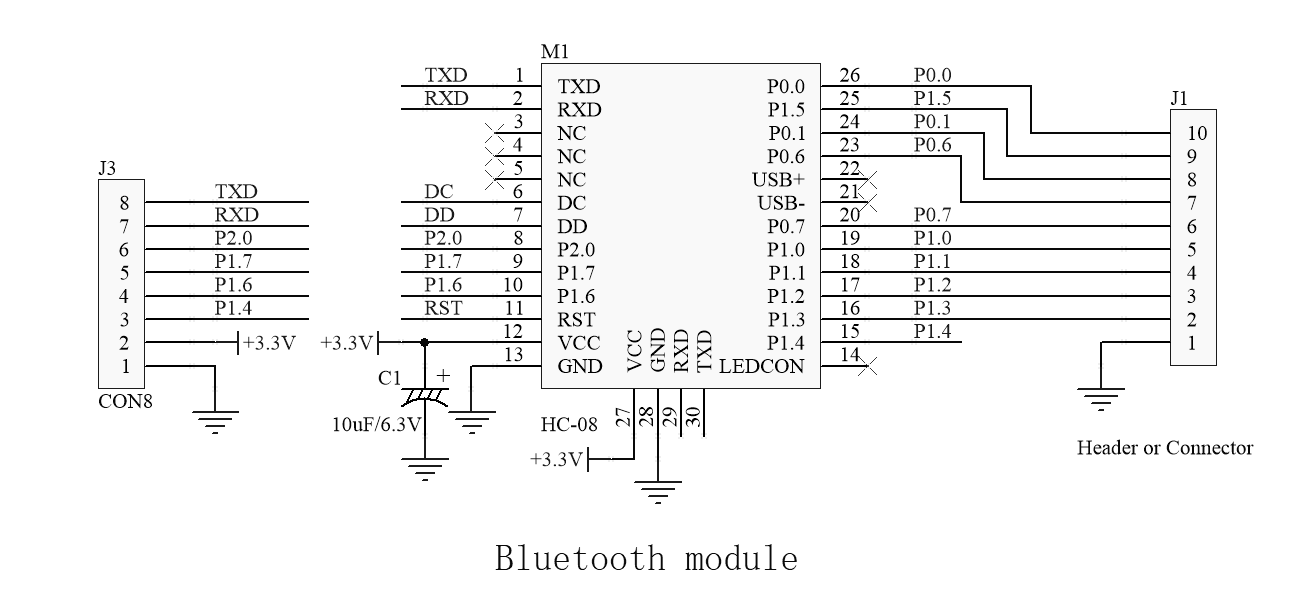 M1
TXD 1 TXD P0.0 26 P0.0
RXD 2 RXD P1.5 25 P1.5 J1
3 NC P0.1 24 P0.1 10
4 NC P0.6 23 P0.6 9
J3 5 NC USB+ 22 8
8 TXD DC 6 DC USB- 21 7
7 RXD DD 7 DD P0.7 20 P0.7 6
6 P2.0 P2.0 8 P2.0 P1.0 19 P1.0 5
5 P1.7 P1.7 9 P1.7 P1.1 18 P1.1 4
4 P1.6 P1.6 10 P1.6 P1.2 17 P1.2 3
3 P1.4 RST 11 RST P1.3 16 P1.3 2
2 +3.3V +3.3V 12 VCC P1.4 15 P1.4 1
1 13 GND LEDCON 14
VCC GND RXD TXD
C1 +
CON8
10uF/6.3V HC-08 27 28 29 30
+3.3V
Header or Connector
Bluetooth module